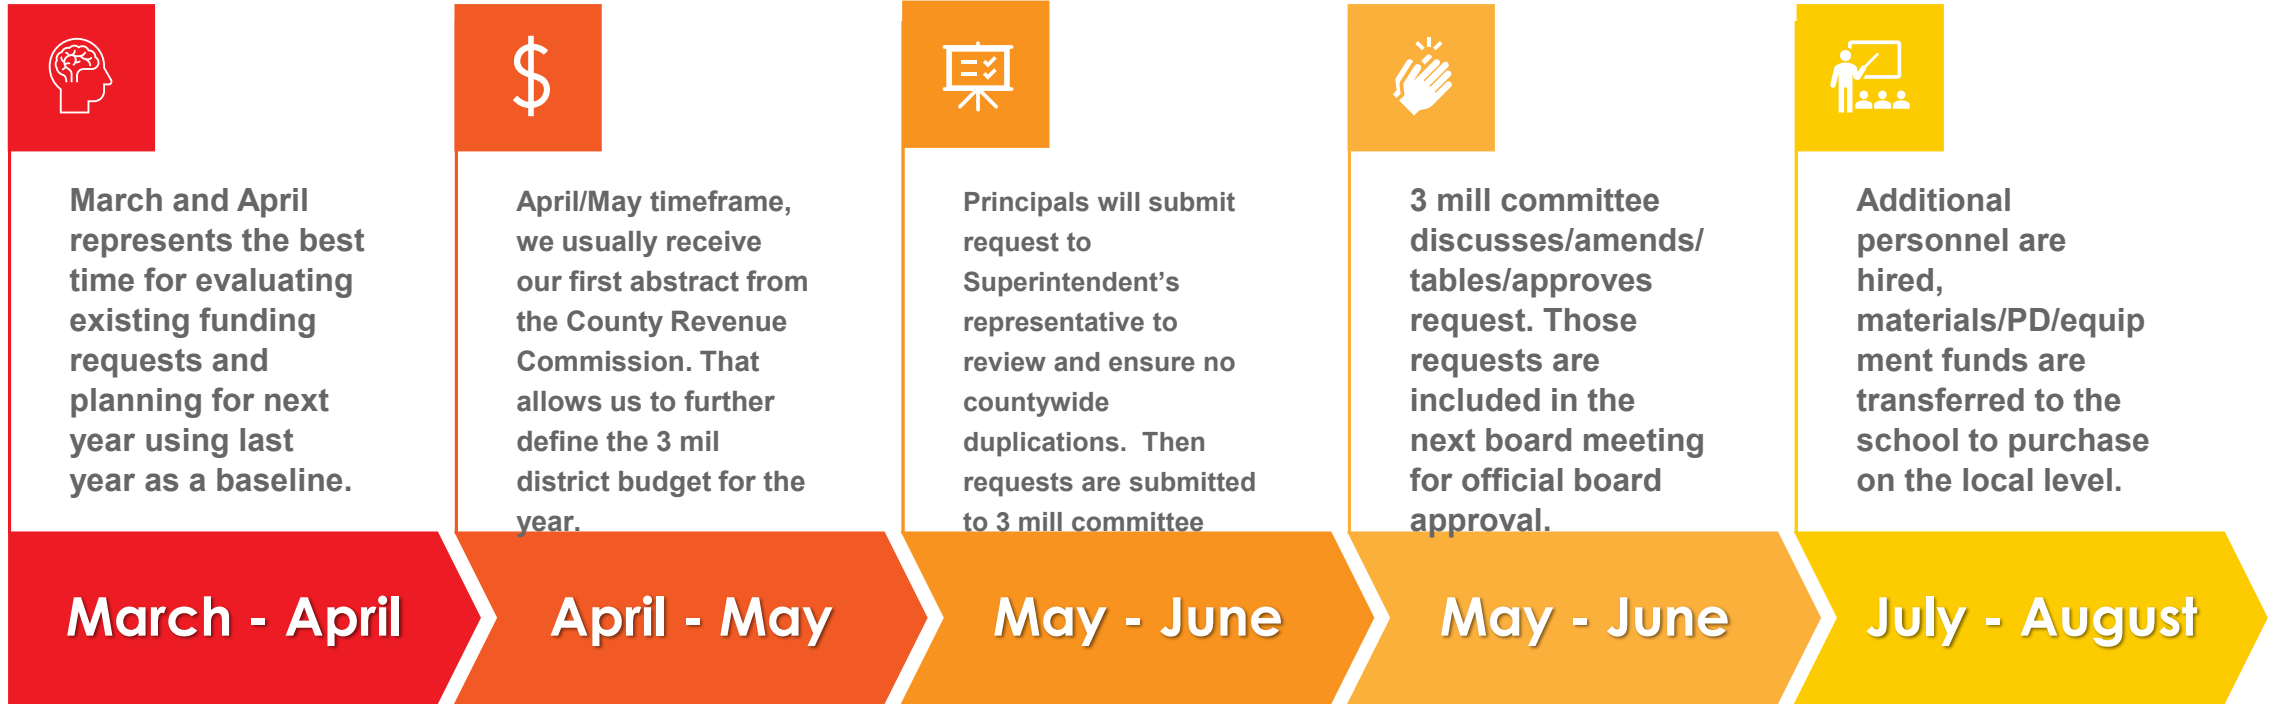 March and April
represents the best
time for evaluating
existing funding
requests and
planning for next
year using last
year as a baseline.
April/May timeframe,
we usually receive
our first abstract from
the County Revenue
Commission. That
allows us to further
define the 3 mil
district budget for the
year.
Principals will submit
request to
Superintendent’s
representative to
review and ensure no
countywide
duplications.  Then
requests are submitted
to 3 mill committee
3 mill committee
discusses/amends/
tables/approves
request. Those
requests are
included in the
next board meeting
for official board
approval.
Additional
personnel are
hired,
materials/PD/equip
ment funds are
transferred to the
school to purchase
on the local level.
March - April
April - May
May - June
May - June
July - August